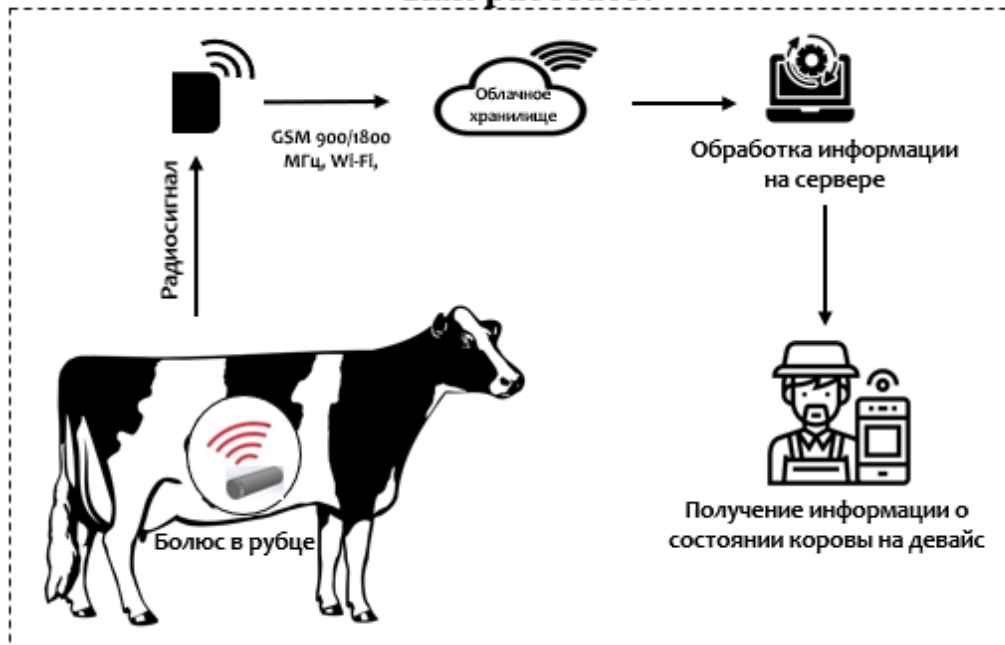 Радиосигнал
GSM 900/1800
МГц, Wi-Fi,
Облачное
хранилище
Обработка информации
на сервере
Получение информации о
состоянии коровы на девайс
Болюс в рубце